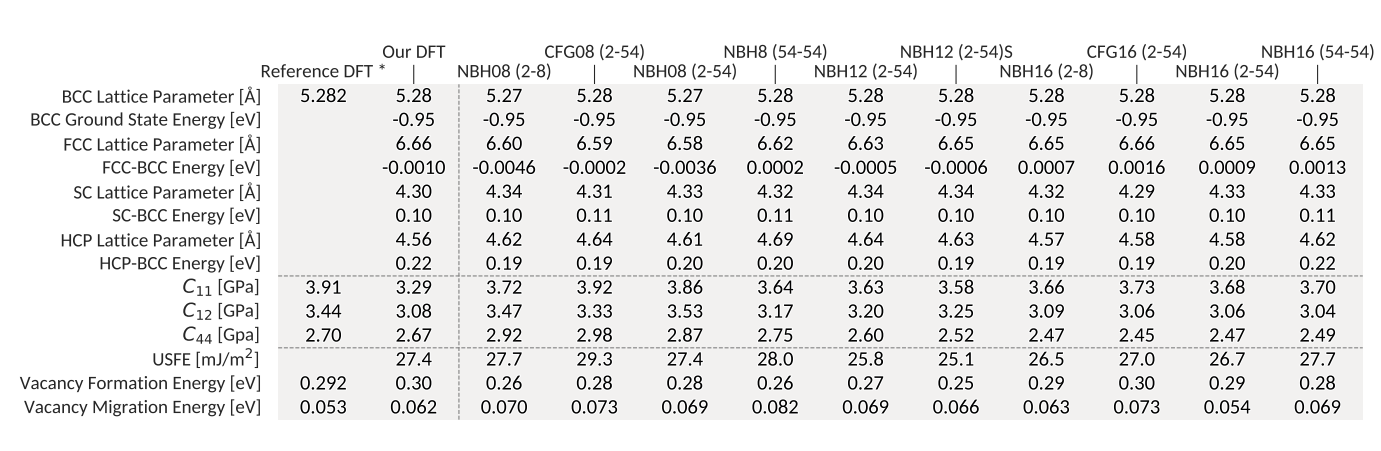 Our DFT CFG08 (2-54) NBH8 (54-54) NBH12 (2-54)S CFG16 (2-54) NBH16 (54-54)
Reference DFT * NBH08 (2-8) NBH08 (2-54) NBH12 (2-54) NBH16 (2-8) NBH16 (2-54)
BCC Lattice Parameter [Å] 5.282 5.28 5.27 5.28 5.27 5.28 5.28 5.28 5.28 5.28 5.28 5.28
BCC Ground State Energy [eV] -0.95 -0.95 -0.95 -0.95 -0.95 -0.95 -0.95 -0.95 -0.95 -0.95 -0.95
FCC Lattice Parameter [Å] 6.66 6.60 6.59 6.58 6.62 6.63 6.65 6.65 6.66 6.65 6.65
FCC-BCC Energy [eV] -0.0010 -0.0046 -0.0002 -0.0036 0.0002 -0.0005 -0.0006 0.0007 0.0016 0.0009 0.0013
SC Lattice Parameter [Å] 4.30 4.34 4.31 4.33 4.32 4.34 4.34 4.32 4.29 4.33 4.33
SC-BCC Energy [eV] 0.10 0.10 0.11 0.10 0.11 0.10 0.10 0.10 0.10 0.10 0.11
HCP Lattice Parameter [Å] 4.56 4.62 4.64 4.61 4.69 4.64 4.63 4.57 4.58 4.58 4.62
HCP-BCC Energy [eV] 0.22 0.19 0.19 0.20 0.20 0.20 0.19 0.19 0.19 0.20 0.22
C11 [GPa] 3.91 3.29 3.72 3.92 3.86 3.64 3.63 3.58 3.66 3.73 3.68 3.70
C12 [GPa] 3.44 3.08 3.47 3.33 3.53 3.17 3.20 3.25 3.09 3.06 3.06 3.04
C44 [Gpa] 2.70 2.67 2.92 2.98 2.87 2.75 2.60 2.52 2.47 2.45 2.47 2.49
USFE [mJ/m2] 27.4 27.7 29.3 27.4 28.0 25.8 25.1 26.5 27.0 26.7 27.7
Vacancy Formation Energy [eV] 0.292 0.30 0.26 0.28 0.28 0.26 0.27 0.25 0.29 0.30 0.29 0.28
Vacancy Migration Energy [eV] 0.053 0.062 0.070 0.073 0.069 0.082 0.069 0.066 0.063 0.073 0.054 0.069